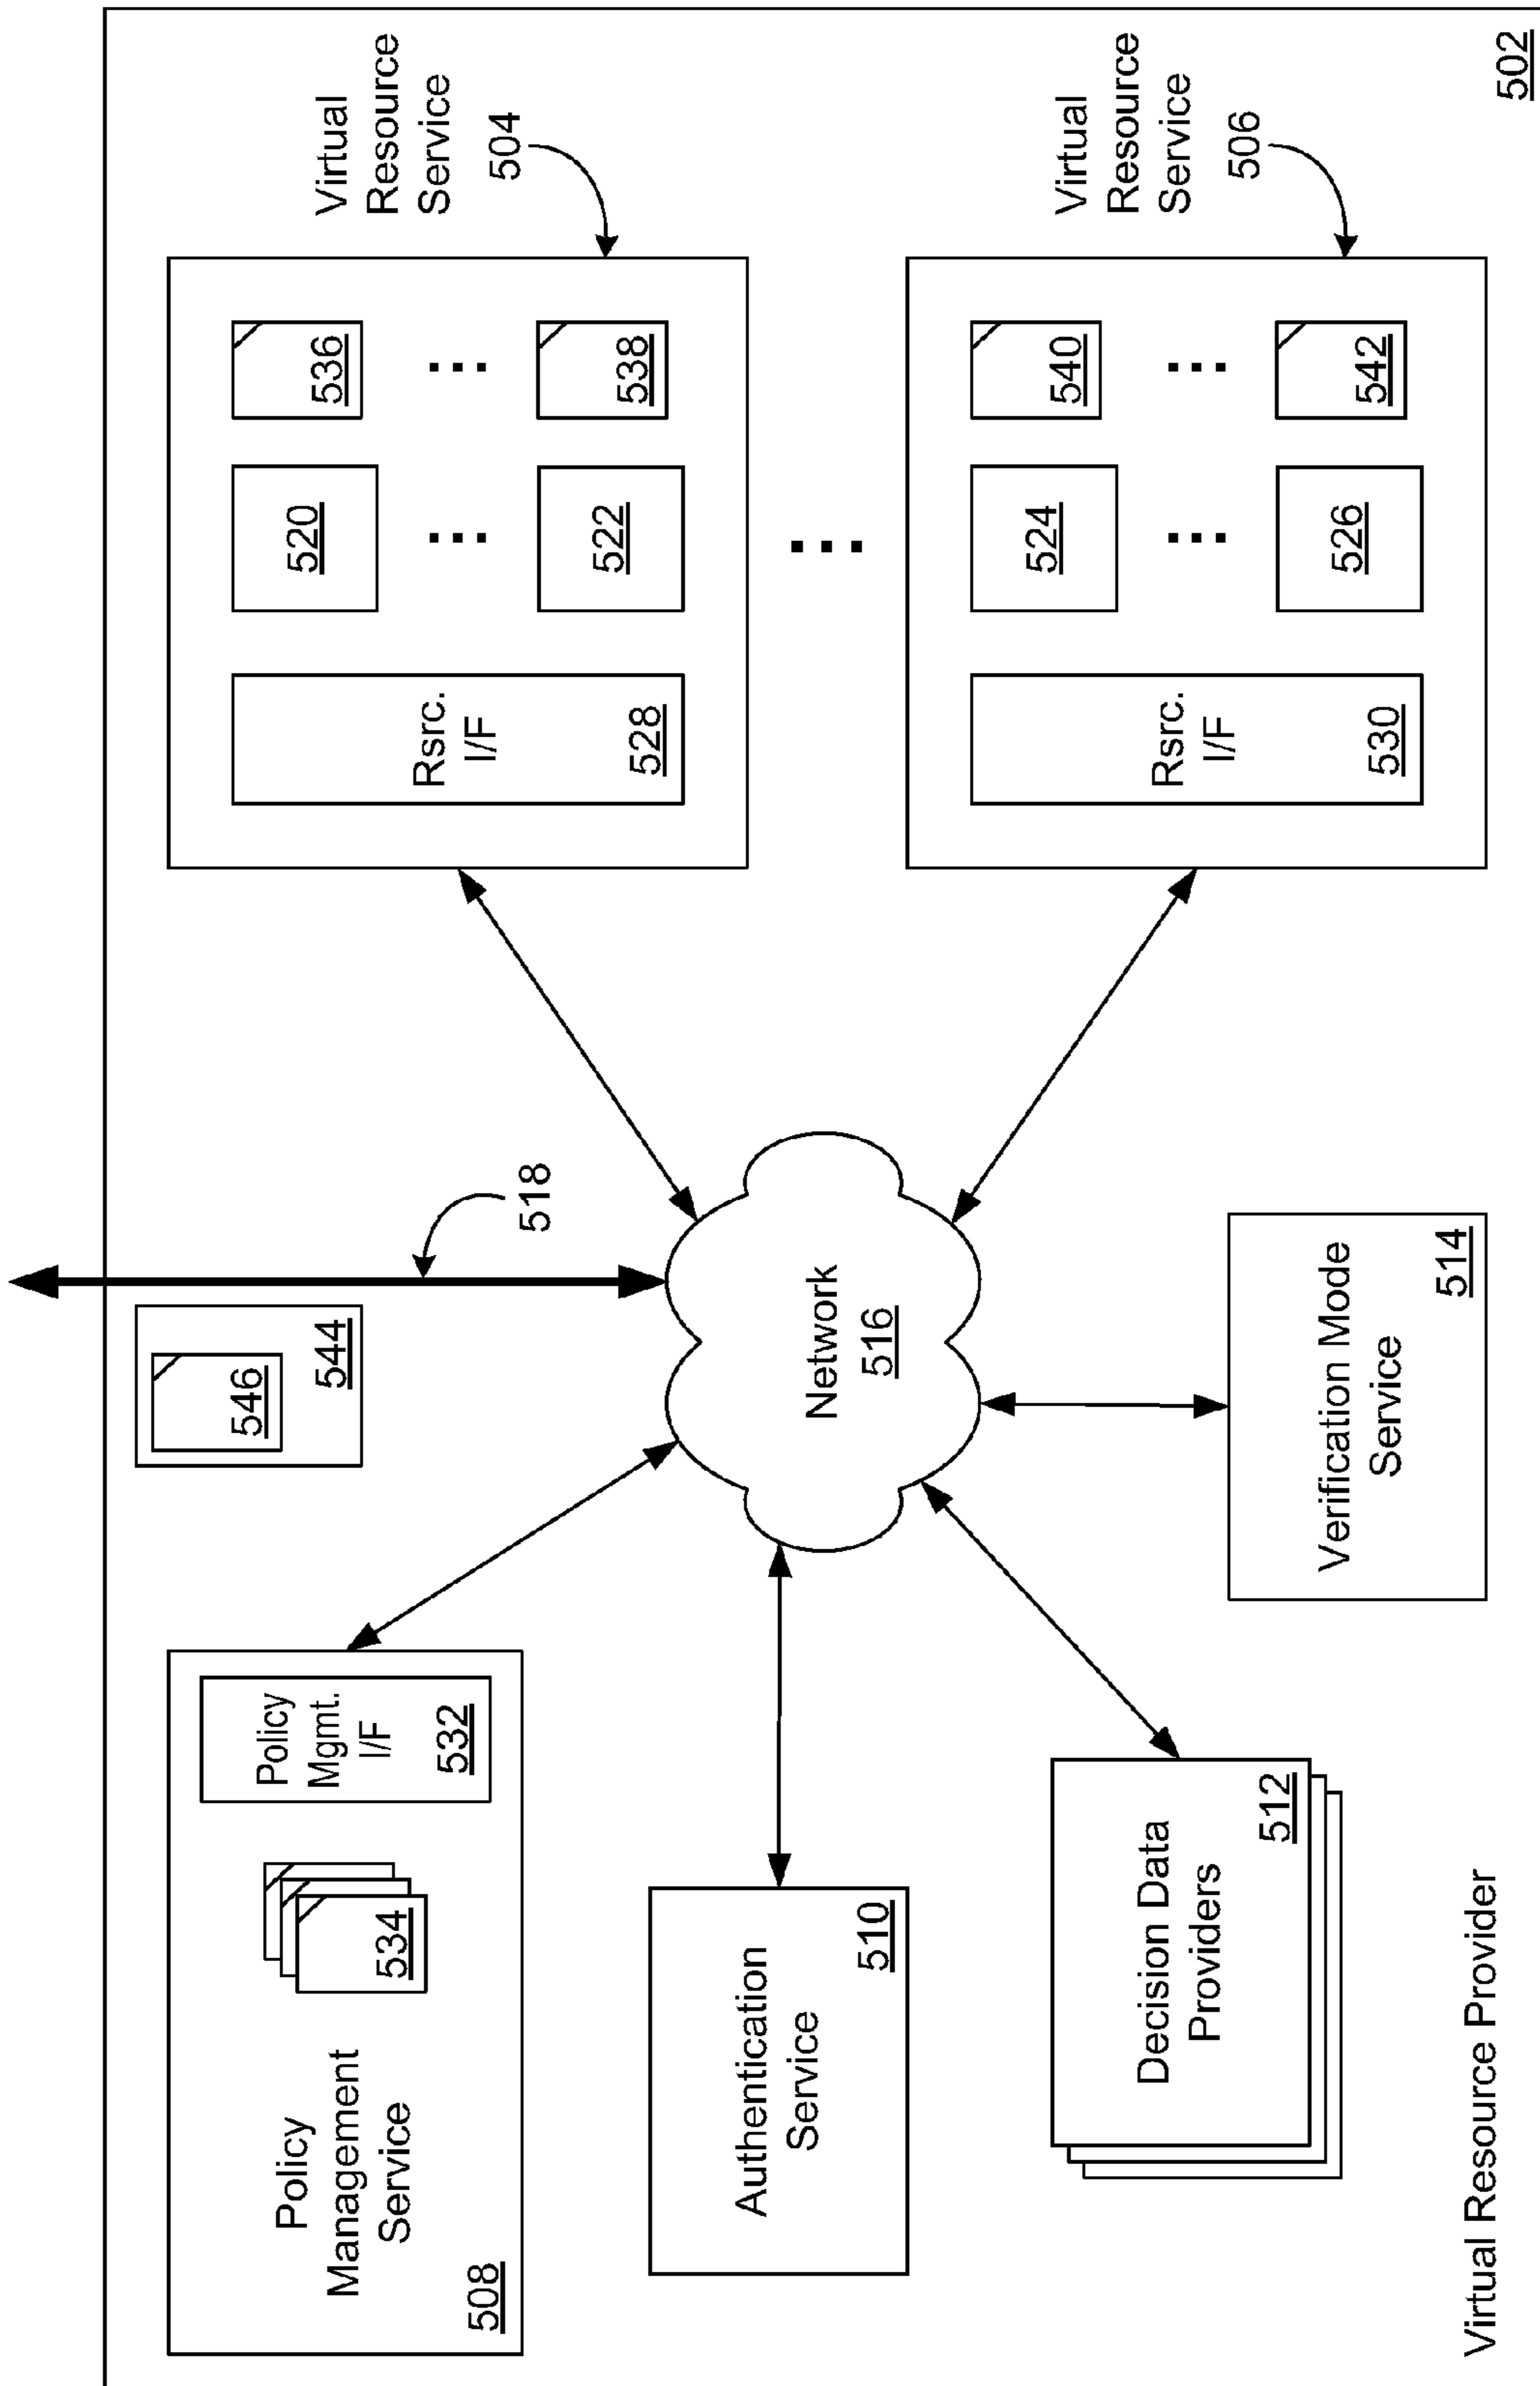 Policy
Management
Service
508
534
Policy
Mgmt.
I/F
532
546
544
518
Virtual
Resource
Service
504
Rsrc.
I/F
528
520
522
536
538
Authentication
Service
510
Network
516
Decision Data
Providers
512
Verification Mode
Service
514
Virtual
Resource
Service
506
Rsrc.
I/F
530
524
526
540
542
Virtual Resource Provider
502